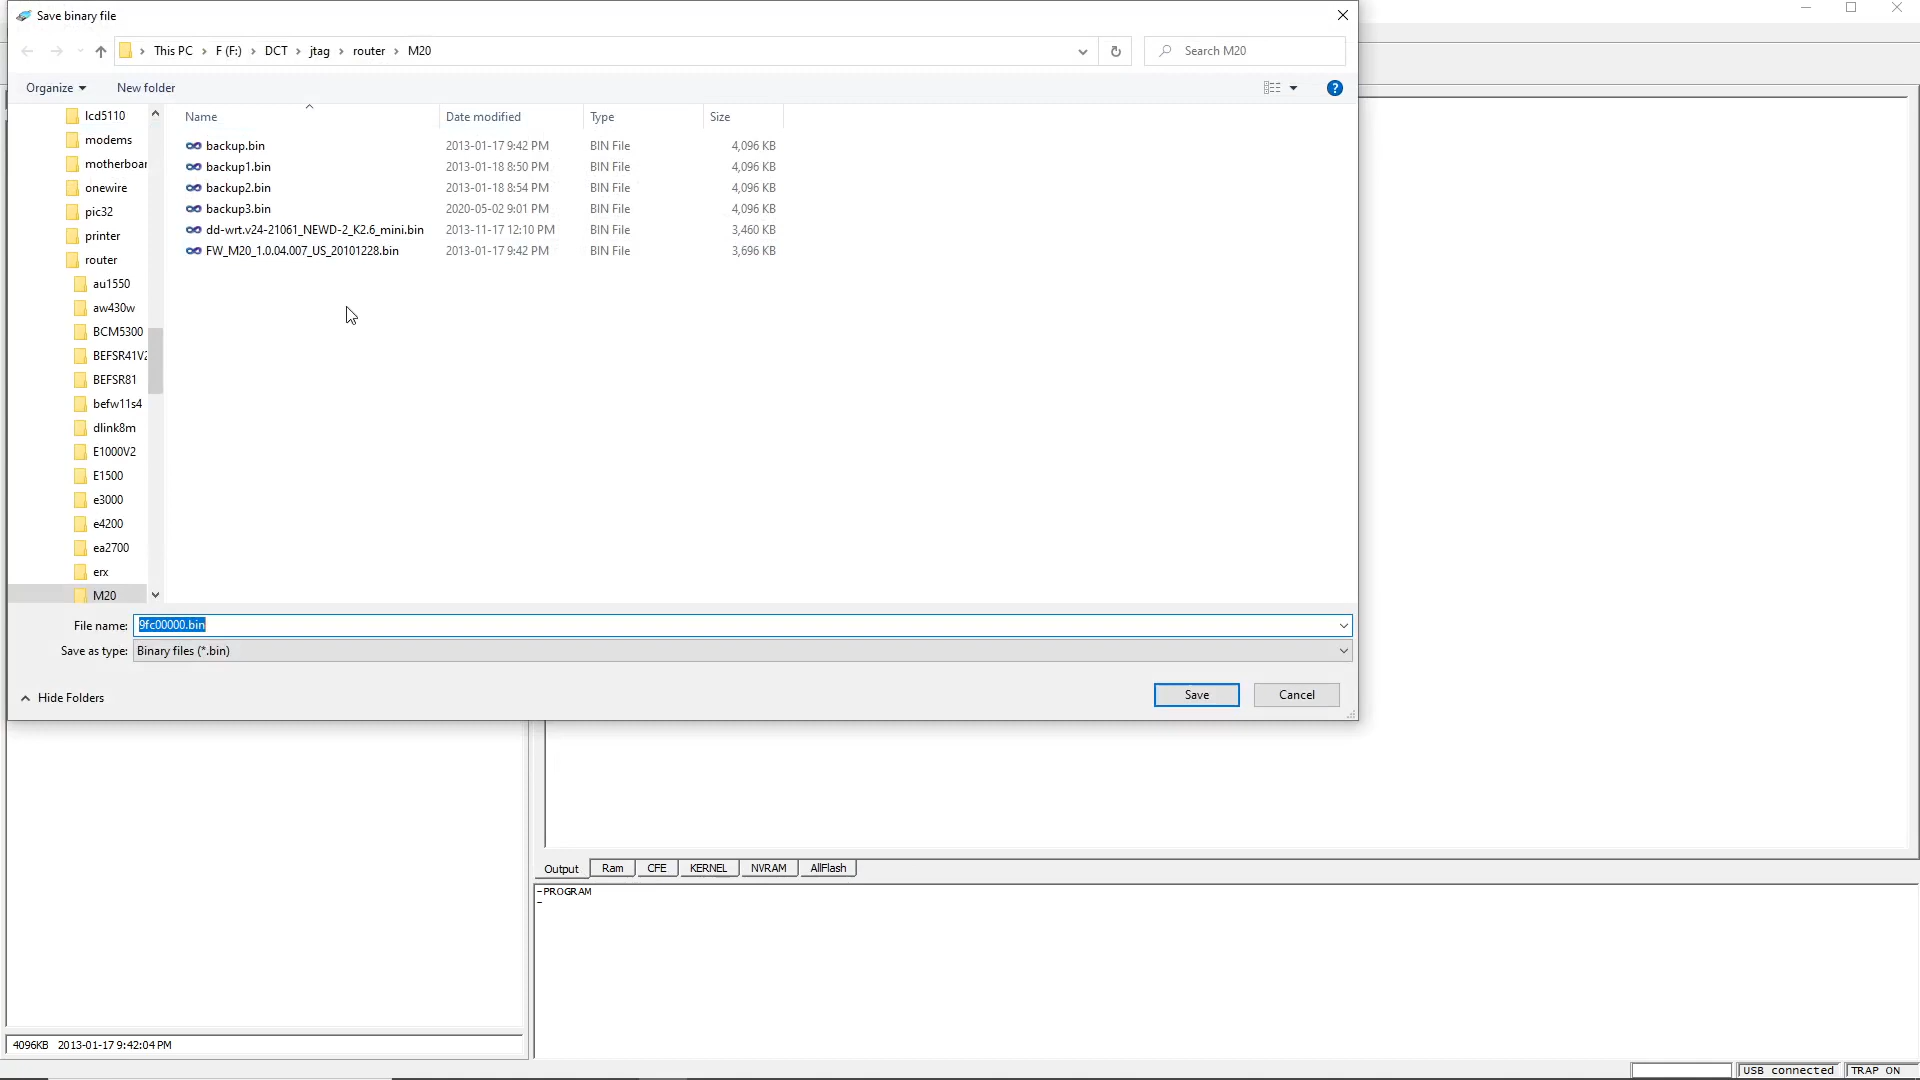 Save binary file
This PC › F (F:) › DCT › jtag › router › M20
Search M20
Organize
New folder
Name Date modified Type Size
backup.bin 2013-01-17 9:42 PM BIN File 4,096 KB
backup1.bin 2013-01-18 8:50 PM BIN File 4,096 KB
backup2.bin 2013-01-18 8:54 PM BIN File 4,096 KB
backup3.bin 2020-05-02 9:01 PM BIN File 4,096 KB
dd-wrt.v24-21061_NEWD-2_K2.6_mini.bin 2013-11-17 12:10 PM BIN File 3,460 KB
FW_M20_1.0.04.007_US_20101228.bin 2013-01-17 9:42 PM BIN File 3,696 KB
lcd5110
modems
motherboar
onewire
pic32
printer
router
au1550
aw430w
BCM5300
BEFSR41V2
BEFSR81
befw11s4
dlink8m
E1000V2
E1500
e3000
e4200
ea2700
erx
M20
File name: 9fc00000.bin
Save as type: Binary files (*.bin)
Hide Folders
Save
Cancel
Output Ram CFE KERNEL NVRAM AllFlash
-PROGRAM
-
4096KB 2013-01-17 9:42:04 PM
USB connected TRAP ON